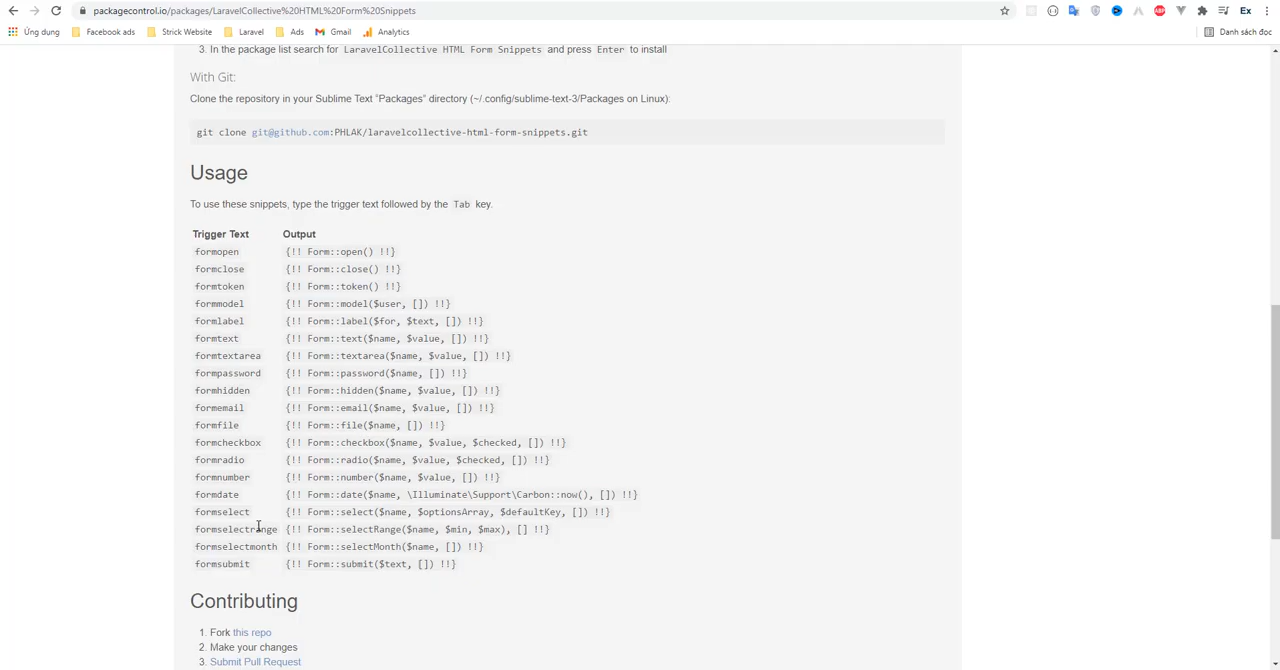 packagecontrol.io/packages/LaravelCollective%20HTML%20Form%20Snippets
Ứng dụng Facebook ads Strick Website Laravel Ads Gmail Analytics Danh sách đọc
3. In the package list search for LaravelCollective HTML Form Snippets and press Enter to install
With Git:
Clone the repository in your Sublime Text "Packages" directory (~/.config/sublime-text-3/Packages on Linux):
git clone git@github.com:PHLAK/laravelcollective-html-form-snippets.git
Usage
To use these snippets, type the trigger text followed by the Tab key.
Trigger Text Output
formopen {!! Form::open() !!}
formclose {!! Form::close() !!}
formtoken {!! Form::token() !!}
formmodel {!! Form::model($user, []) !!}
formlabel {!! Form::label($for, $text, []) !!}
formtext {!! Form::text($name, $value, []) !!}
formtextarea {!! Form::textarea($name, $value, []) !!}
formpassword {!! Form::password($name, []) !!}
formhidden {!! Form::hidden($name, $value, []) !!}
formemail {!! Form::email($name, $value, []) !!}
formfile {!! Form::file($name, []) !!}
formcheckbox {!! Form::checkbox($name, $value, $checked, []) !!}
formradio {!! Form::radio($name, $value, $checked, []) !!}
formnumber {!! Form::number($name, $value, []) !!}
formdate {!! Form::date($name, \Illuminate\Support\Carbon::now(), []) !!}
formselect {!! Form::select($name, $optionsArray, $defaultKey, []) !!}
formselectrange {!! Form::selectRange($name, $min, $max), [] !!}
formselectmonth {!! Form::selectMonth($name, []) !!}
formsubmit {!! Form::submit($text, []) !!}
Contributing
1. Fork this repo
2. Make your changes
3. Submit Pull Request